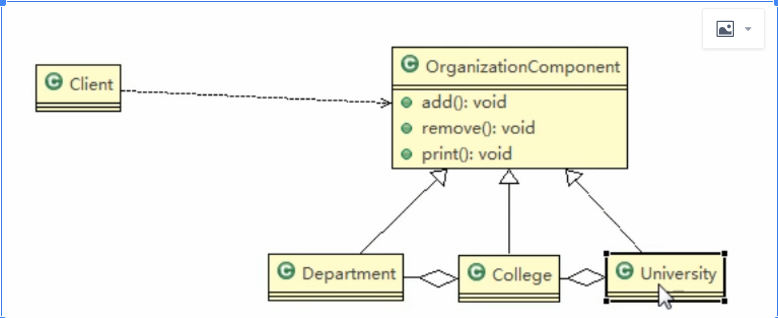 Client
OrganizationComponent
add(): void
remove(): void
print(): void
Department
College
University